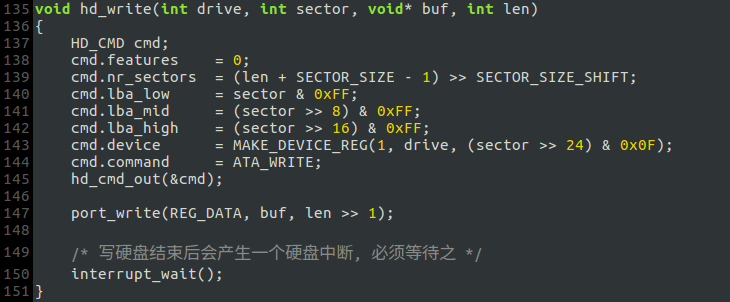 135 void hd_write(int drive, int sector, void* buf, int len)
136 {
137     HD_CMD cmd;
138     cmd.features    = 0;
139     cmd.nr_sectors  = (len + SECTOR_SIZE - 1) >> SECTOR_SIZE_SHIFT;
140     cmd.lba_low     = sector & 0xFF;
141     cmd.lba_mid     = (sector >> 8) & 0xFF;
142     cmd.lba_high    = (sector >> 16) & 0xFF;
143     cmd.device      = MAKE_DEVICE_REG(1, drive, (sector >> 24) & 0x0F);
144     cmd.command     = ATA_WRITE;
145     hd_cmd_out(&cmd);
146
147     port_write(REG_DATA, buf, len >> 1);
148
149     /* 写硬盘结束后会产生一个硬盘中断, 必须等待之 */
150     interrupt_wait();
151 }